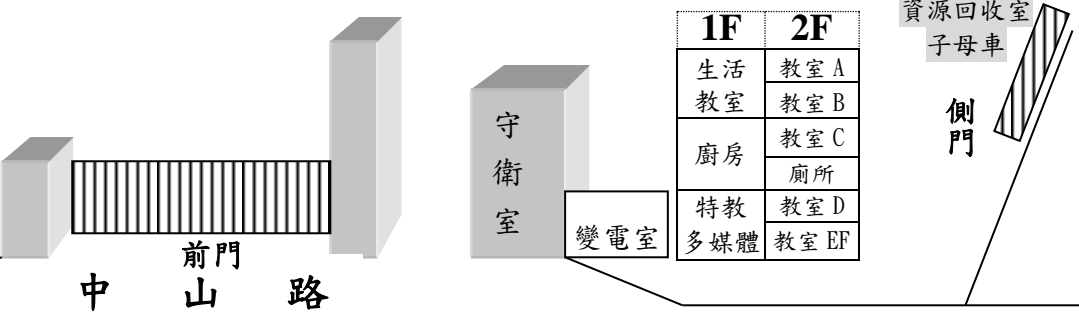 前門
中山路
守衛室
變電室
1F 2F
生活教室
廚房
特教多媒體
教室 A
教室 B
教室 C
廁所
教室 D
教室 EF
資源回收室
子母車
側門